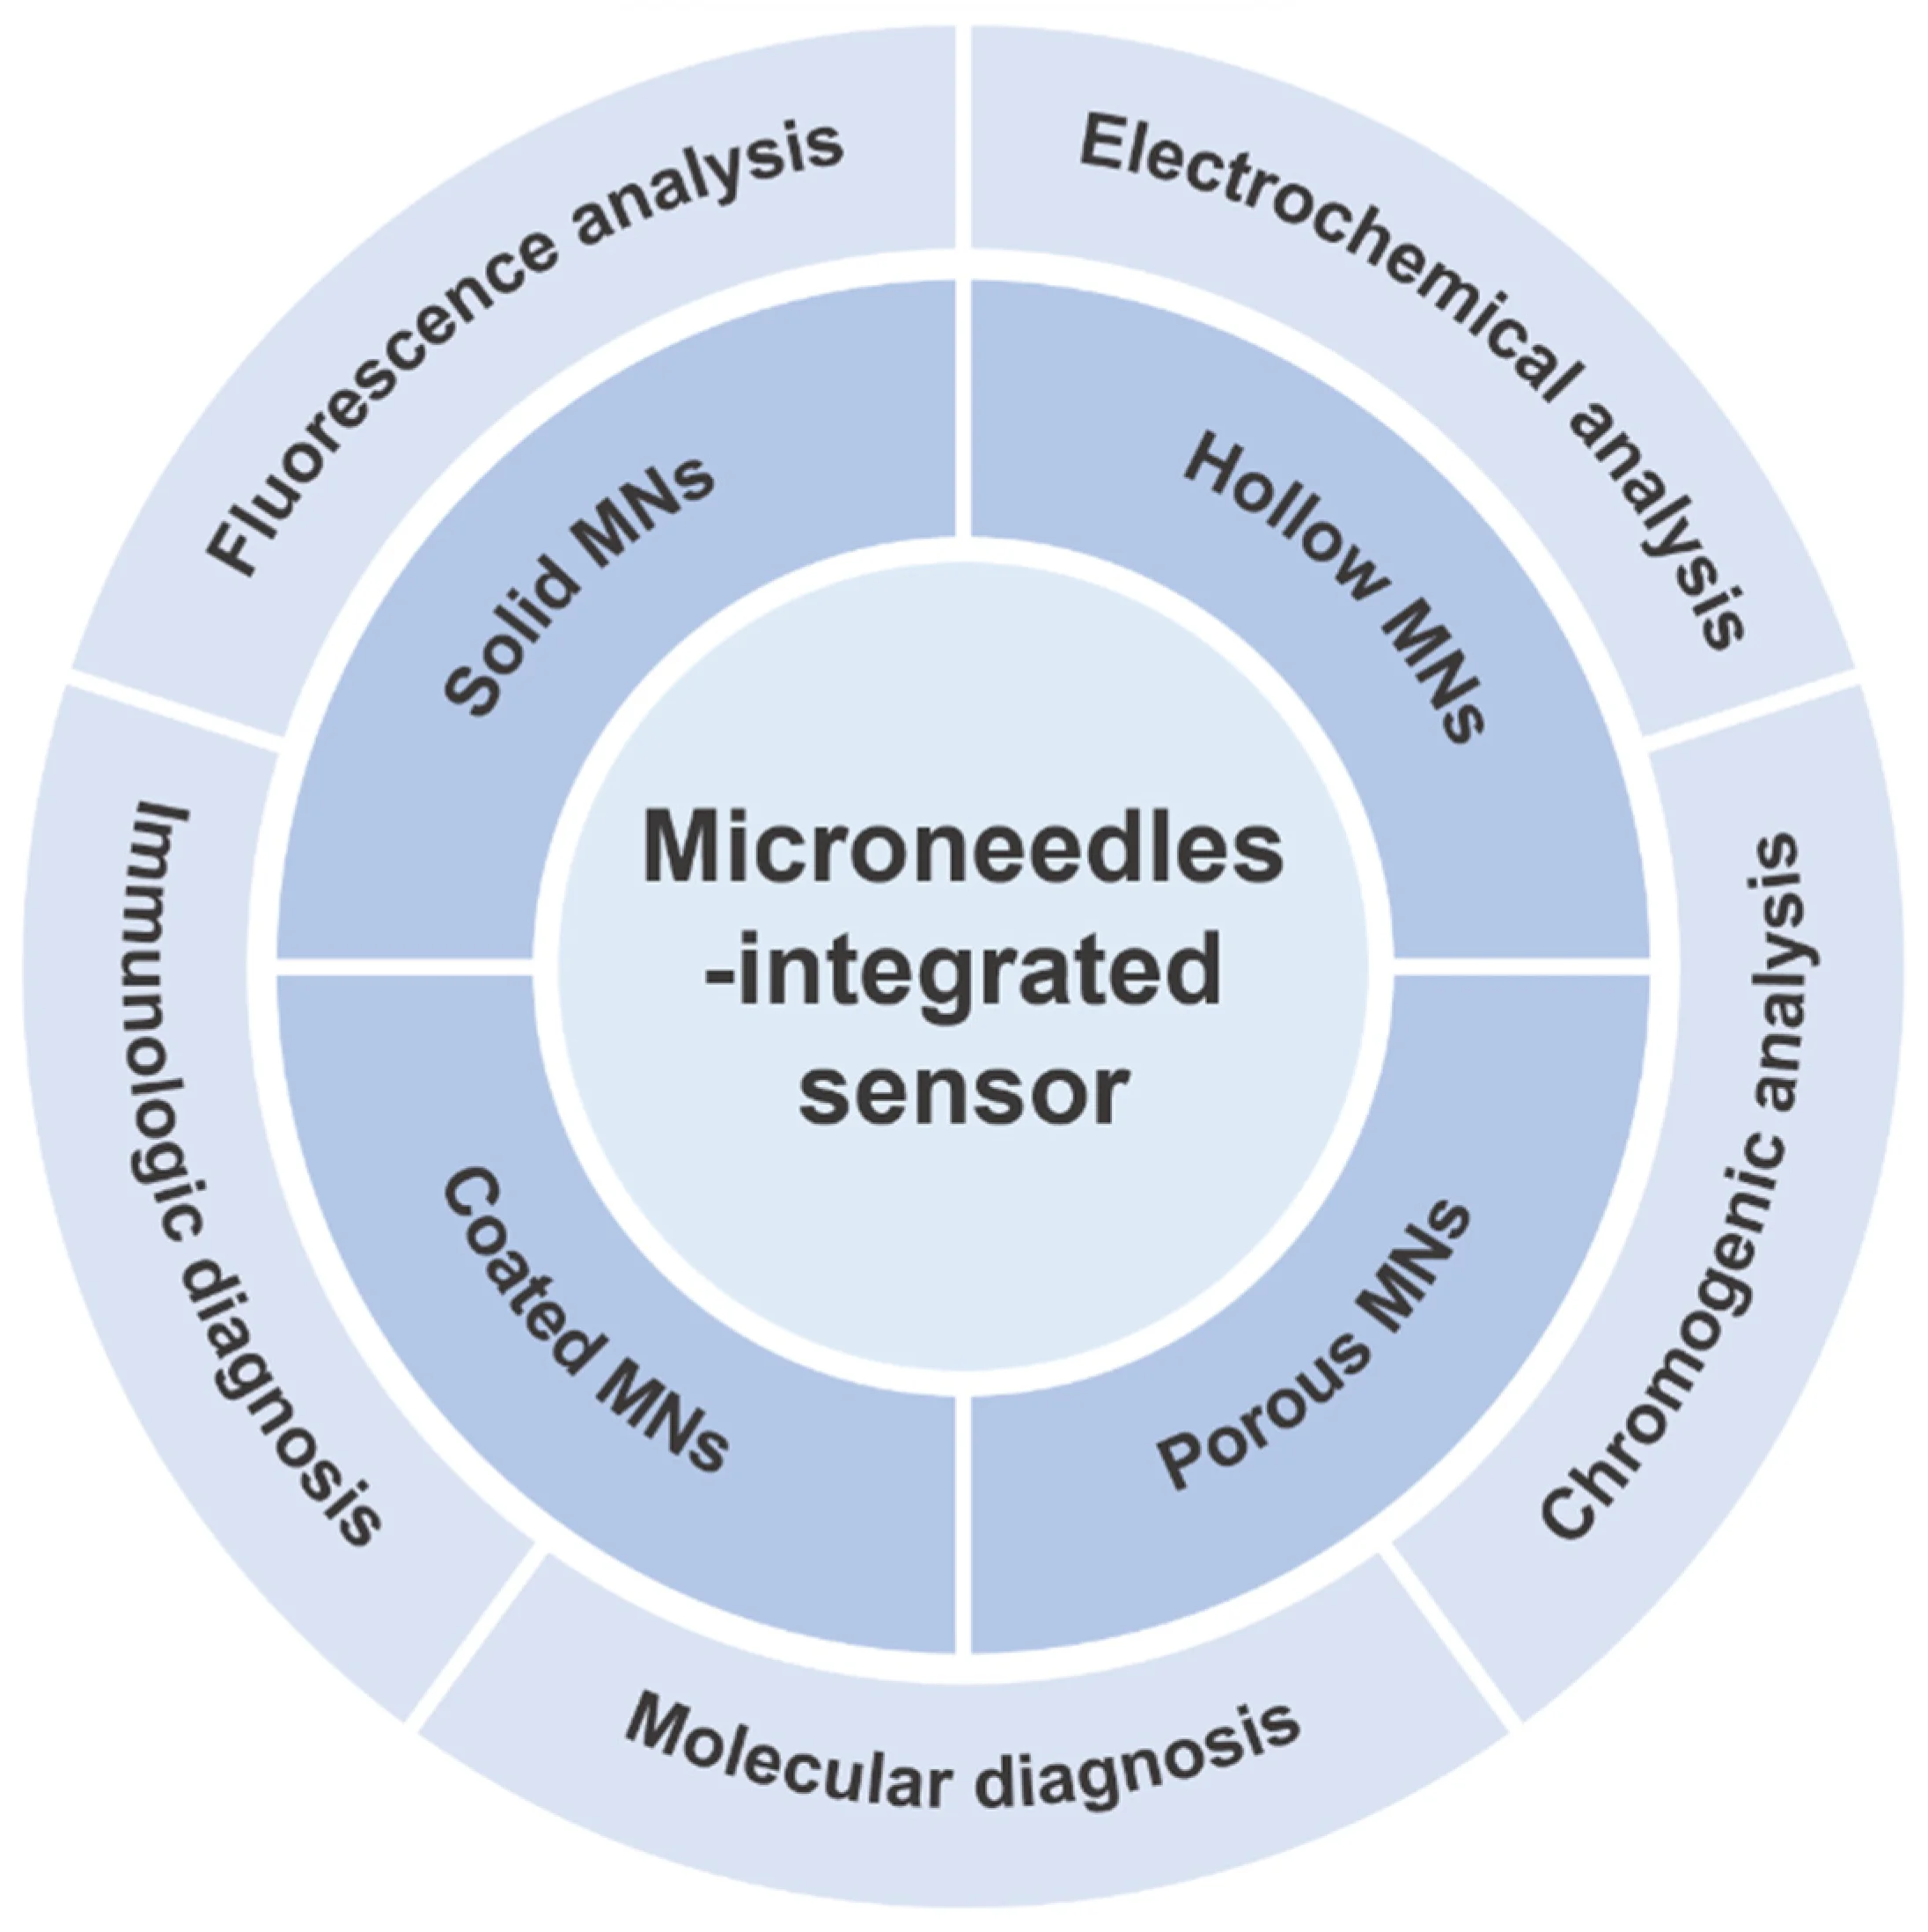 Fluorescence analysis
Electrochemical analysis
Solid MNs
Hollow MNs
Microneedles
-integrated
sensor
Immunologic diagnosis
Chromogenic analysis
Coated MNs
Porous MNs
Molecular diagnosis